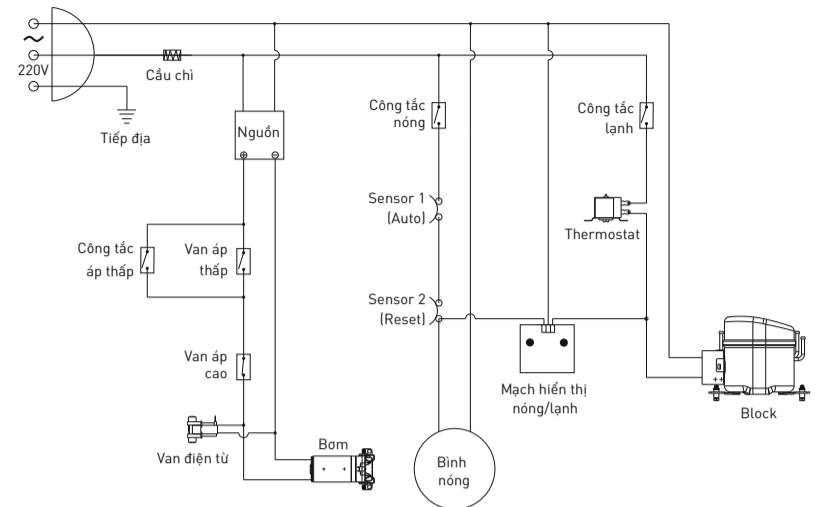 ~
220V
Cầu chì
Tiếp địa
Nguồn
+ −
Công tắc
nóng
Công tắc
lạnh
Sensor 1
(Auto)
Thermostat
Công tắc
áp thấp
Van áp
thấp
Sensor 2
(Reset)
Van áp
cao
Mạch hiển thị
nóng/lạnh
Block
Van điện từ
Bơm
Bình
nóng